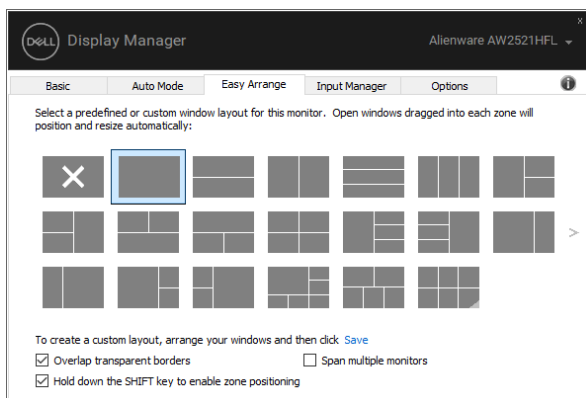 x
DELL Display Manager Alienware AW2521HFL
Basic Auto Mode Easy Arrange Input Manager Options i
Select a predefined or custom window layout for this monitor. Open windows dragged into each zone will
position and resize automatically:
>
To create a custom layout, arrange your windows and then click Save
Overlap transparent borders Span multiple monitors
Hold down the SHIFT key to enable zone positioning